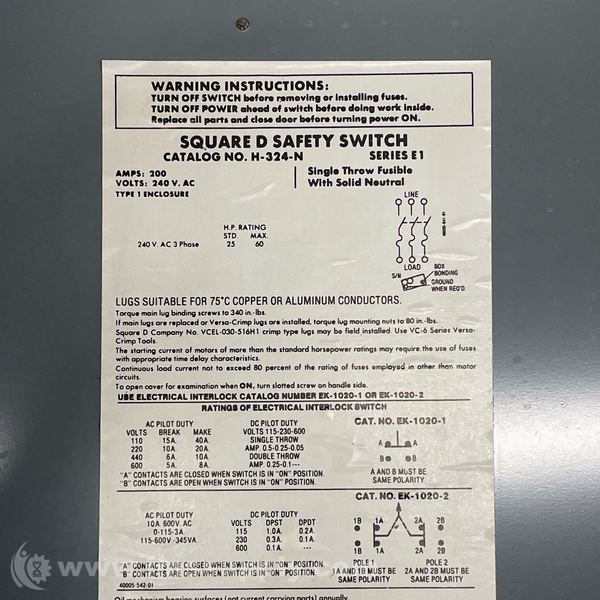 WARNING INSTRUCTIONS:
TURN OFF SWITCH before removing or installing fuses.
TURN OFF POWER ahead of switch before doing work inside.
Replace all parts and close door before turning power ON.
SQUARE D SAFETY SWITCH
CATALOG NO. H-324-N SERIES E1
AMPS: 200
VOLTS: 240 V. AC
TYPE 1 ENCLOSURE
Single Throw Fusible
With Solid Neutral
LINE
H.P. RATING
STD. MAX.
240 V. AC 3 Phase 25 60
LOAD
S/N
BOX
BONDING
GROUND
WHEN REQ'D.
40005-541-01
LUGS SUITABLE FOR 75°C COPPER OR ALUMINUM CONDUCTORS.
Torque main lug binding screws to 340 in.-lbs.
If main lugs are replaced or Versa-Crimp lugs are installed, torque lug mounting nuts to 80 in.-lbs.
Square D Company No. VCEL-030-516H1 crimp type lugs may be field installed. Use VC-6 Series Versa-
Crimp Tools.
The starting current of motors of more than the standard horsepower ratings may require the use of fuses
with appropriate time delay characteristics.
Continuous load current not to exceed 80 percent of the rating of fuses employed in other than motor
circuits.
To open cover for examination when ON, turn slotted screw on handle side.
USE ELECTRICAL INTERLOCK CATALOG NUMBER EK-1020-1 OR EK-1020-2
RATINGS OF ELECTRICAL INTERLOCK SWITCH
AC PILOT DUTY
VOLTS BREAK MAKE
110 15A. 40A
220 10A 20A
440 6A 10A
600 5A 8A
DC PILOT DUTY
VOLTS 115-230-600
SINGLE THROW
AMP. 0.5-0.25-0.05
DOUBLE THROW
AMP. 0.25-0.1---
CAT. NO. EK-1020-1
A A
B B
A AND B MUST BE
SAME POLARITY
"A" CONTACTS ARE CLOSED WHEN SWITCH IS IN "ON" POSITION.
"B" CONTACTS ARE OPEN WHEN SWITCH IS IN "ON" POSITION.
CAT. NO. EK-1020-2
AC PILOT DUTY
10A. 600V. AC
0-115-3A.
115-600V -345VA.
DC PILOT DUTY
VOLTS DPST DPDT
115 1.0A 0.2A
230 0.3A 0.1A
600 0.1A ---
1B 1A 2A 2B
1B 1A 2A 2B
POLE 1 POLE 2
1A AND 1B MUST BE 2A AND 2B MUST BE
SAME POLARITY SAME POLARITY
"A" CONTACTS ARE CLOSED WHEN SWITCH IS IN "ON" POSITION.
"B" CONTACTS ARE OPEN WHEN SWITCH IS IN "ON" POSITION.
40005-542-01
Oil mechanism bearing surfaces (not current carrying parts) annually.